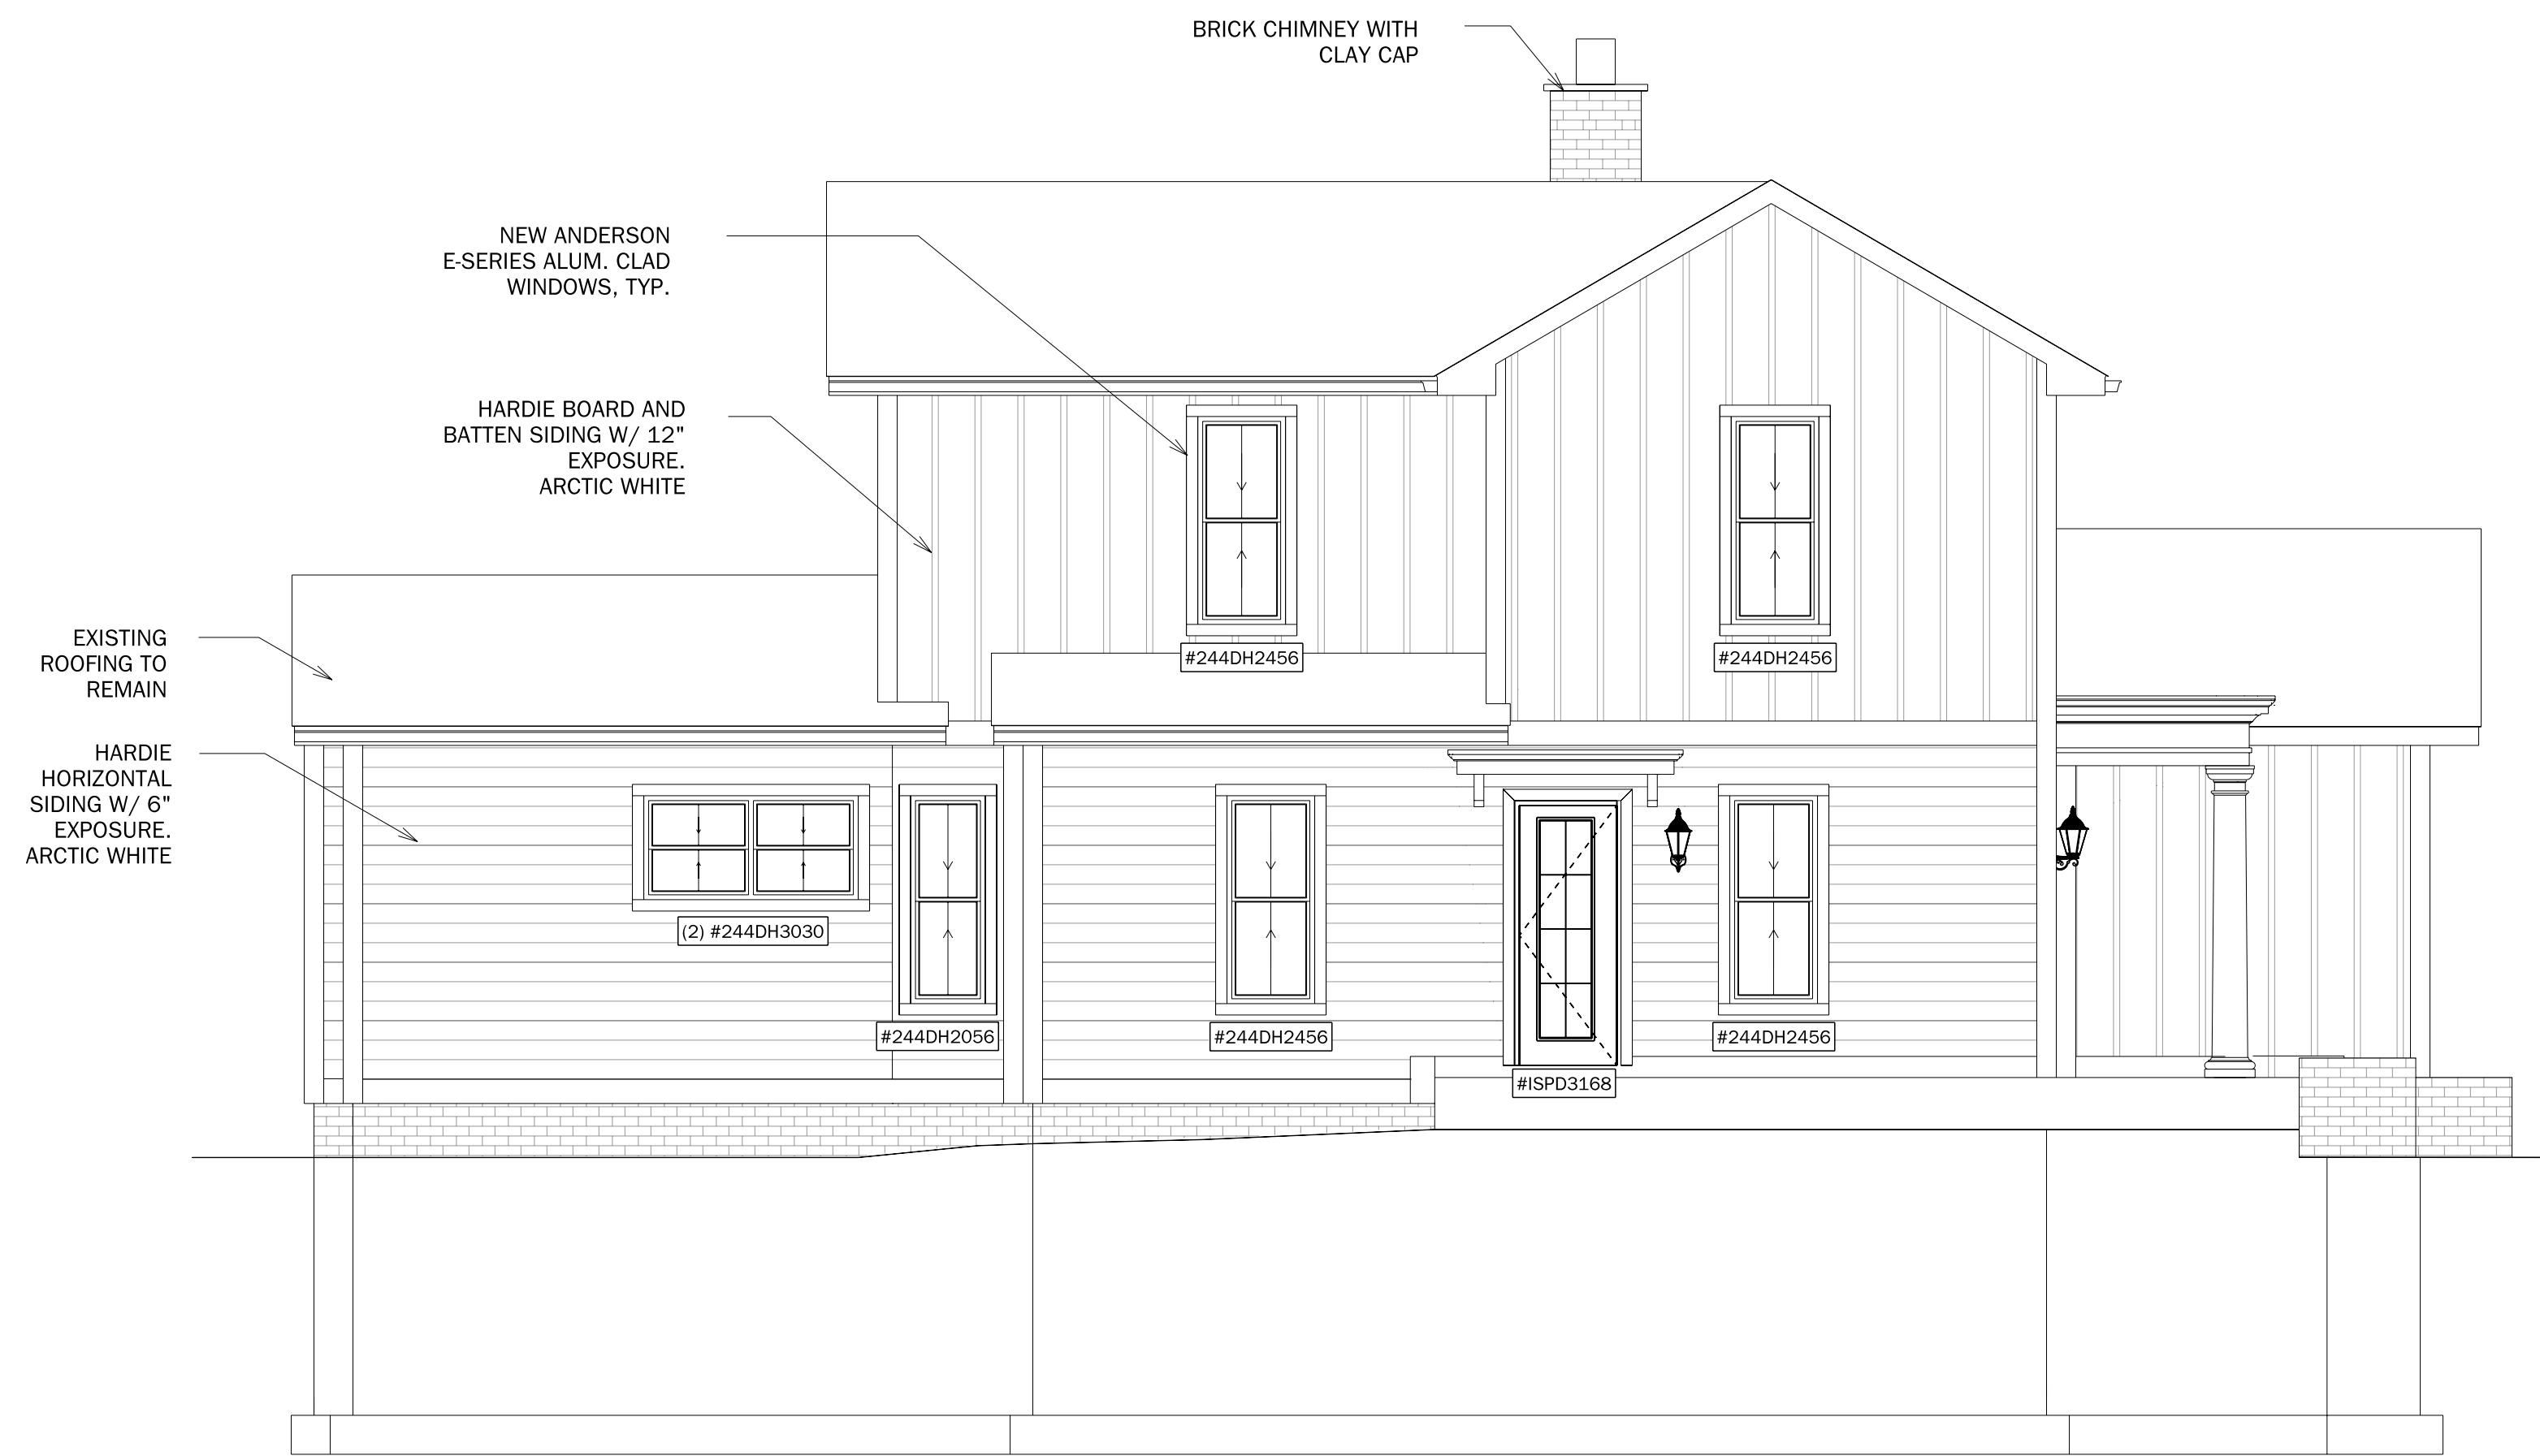 BRICK CHIMNEY WITH
CLAY CAP
NEW ANDERSON
E-SERIES ALUM. CLAD
WINDOWS, TYP.
HARDIE BOARD AND
BATTEN SIDING W/ 12"
EXPOSURE.
ARCTIC WHITE
EXISTING
ROOFING TO
REMAIN
#244DH2456
#244DH2456
HARDIE
HORIZONTAL
SIDING W/ 6"
EXPOSURE.
ARCTIC WHITE
(2) #244DH3030
#244DH2056
#244DH2456
#244DH2456
#ISPD3168